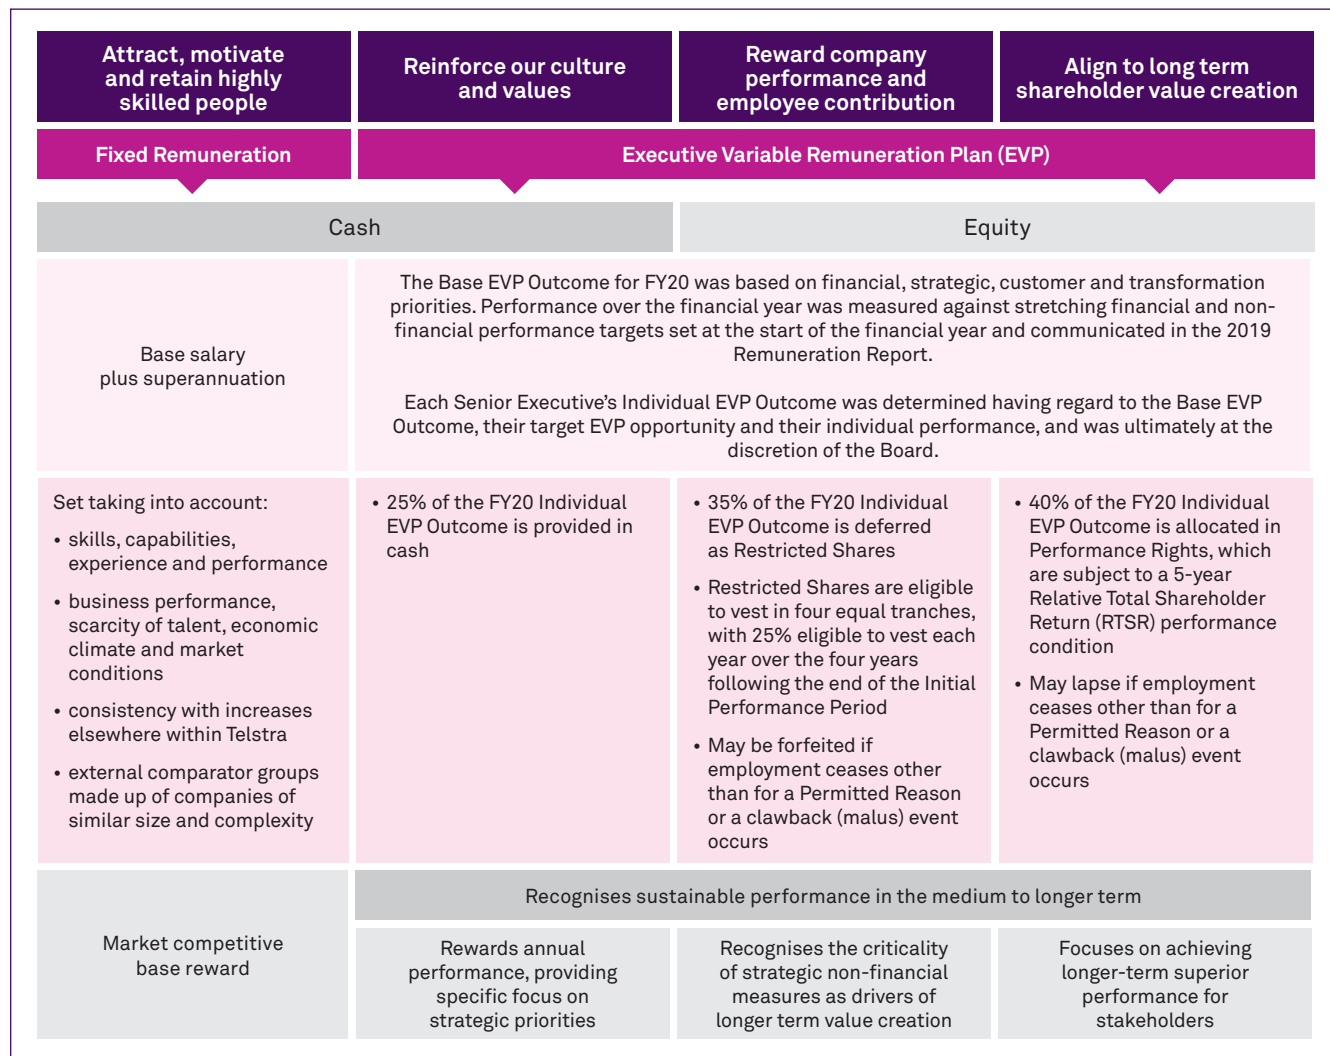 Attract, motivate
and retain highly
skilled people
Reinforce our culture
and values
Reward company
performance and
employee contribution
Align to long term
shareholder value creation
Fixed Remuneration
Executive Variable Remuneration Plan (EVP)
Cash
Equity
Base salary
plus superannuation
The Base EVP Outcome for FY20 was based on financial, strategic, customer and transformation
priorities. Performance over the financial year was measured against stretching financial and non-
financial performance targets set at the start of the financial year and communicated in the 2019
Remuneration Report.
Each Senior Executive’s Individual EVP Outcome was determined having regard to the Base EVP
Outcome, their target EVP opportunity and their individual performance, and was ultimately at the
discretion of the Board.
Set taking into account:
• skills, capabilities,
experience and performance
• business performance,
scarcity of talent, economic
climate and market
conditions
• consistency with increases
elsewhere within Telstra
• external comparator groups
made up of companies of
similar size and complexity
• 25% of the FY20 Individual
EVP Outcome is provided in
cash
• 35% of the FY20 Individual
EVP Outcome is deferred
as Restricted Shares
• Restricted Shares are eligible
to vest in four equal tranches,
with 25% eligible to vest each
year over the four years
following the end of the Initial
Performance Period
• May be forfeited if
employment ceases other
than for a Permitted Reason
or a clawback (malus) event
occurs
• 40% of the FY20 Individual
EVP Outcome is allocated in
Performance Rights, which
are subject to a 5-year
Relative Total Shareholder
Return (RTSR) performance
condition
• May lapse if employment
ceases other than for a
Permitted Reason or a
clawback (malus) event
occurs
Market competitive
base reward
Recognises sustainable performance in the medium to longer term
Rewards annual
performance, providing
specific focus on
strategic priorities
Recognises the criticality
of strategic non-financial
measures as drivers of
longer term value creation
Focuses on achieving
longer-term superior
performance for
stakeholders